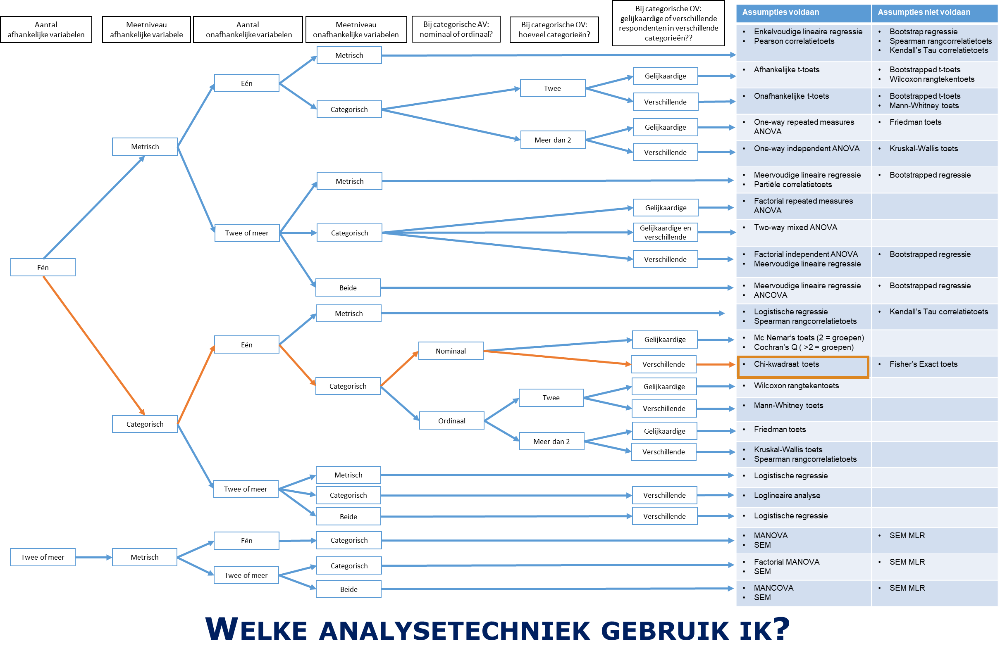 Aantal
afhankelijke variabelen
Meetniveau
afhankelijke variabele
Aantal
onafhankelijke variabelen
Meetniveau
onafhankelijke variabelen
Bij categorische AV:
nominaal of ordinaal?
Bij categorische OV:
hoeveel categorieën?
Bij categorische OV:
gelijkaardige of verschillende
respondenten in verschillende
categorieën??
Assumpties voldaan
Assumpties niet voldaan
Metrisch
• Enkelvoudige lineaire regressie
• Pearson correlatietoets
• Bootstrap regressie
• Spearman rangcorrelatietoets
• Kendall's Tau correlatietoets
Eén
Categorisch
Twee
Gelijkaardige
• Afhankelijke t-toets
• Bootstrapped t-toets
• Wilcoxon rangtekentoets
Verschillende
• Onafhankelijke t-toets
• Bootstrapped t-toets
• Mann-Whitney toets
Meer dan 2
Gelijkaardige
• One-way repeated measures
ANOVA
• Friedman toets
Metrisch
Verschillende
• One-way independent ANOVA
• Kruskal-Wallis toets
Metrisch
• Meervoudige lineaire regressie
• Partiële correlatietoets
• Bootstrapped regressie
Gelijkaardige
• Factorial repeated measures
ANOVA
Twee of meer
Categorisch
Gelijkaardige en
verschillende
• Two-way mixed ANOVA
Verschillende
• Factorial independent ANOVA
• Meervoudige lineaire regressie
• Bootstrapped regressie
Eén
Beide
• Meervoudige lineaire regressie
• ANCOVA
• Bootstrapped regressie
Metrisch
• Logistische regressie
• Spearman rangcorrelatietoets
• Kendall's Tau correlatietoets
Eén
Nominaal
Gelijkaardige
• Mc Nemar‘s toets (2 = groepen)
• Cochran's Q ( >2 = groepen)
Verschillende
• Chi-kwadraat toets
• Fisher's Exact toets
Categorisch
Twee
Gelijkaardige
• Wilcoxon rangtekentoets
Verschillende
• Mann-Whitney toets
Categorisch
Ordinaal
Meer dan 2
Gelijkaardige
• Friedman toets
Verschillende
• Kruskal-Wallis toets
• Spearman rangcorrelatietoets
Metrisch
• Logistische regressie
Twee of meer
Categorisch
Verschillende
• Loglineaire analyse
Beide
Verschillende
• Logistische regressie
Eén
Categorisch
• MANOVA
• SEM
• SEM MLR
Twee of meer
Metrisch
Twee of meer
Categorisch
• Factorial MANOVA
• SEM
• SEM MLR
Beide
• MANCOVA
• SEM
• SEM MLR
WELKE ANALYSETECHNIEK GEBRUIK IK?